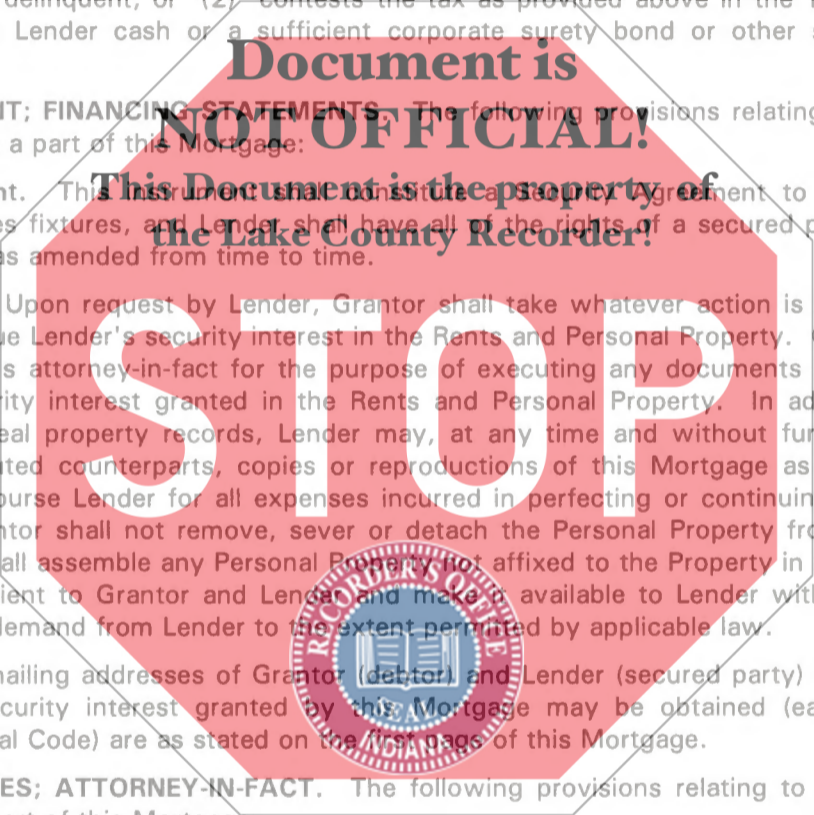 delinquent, or (2) contests the tax as provided above in the
Lender cash or a sufficient corporate surety bond or other
Document is
NT; FINANCING STATEMENTS. The following provisions relating
NOT OFFICIAL!
a part of this Mortgage:
This Document is the property of
nt. This instrument shall constitute a Security Agreement to
the Lake County Recorder!
es fixtures, and Lender shall have all of the rights of a secured p
as amended from time to time.
Upon request by Lender, Grantor shall take whatever action is
ue Lender's security interest in the Rents and Personal Property.
s attorney-in-fact for the purpose of executing any documents
rity interest granted in the Rents and Personal Property. In ad
eal property records, Lender may, at any time and without fur
ted counterparts, copies or reproductions of this Mortgage as
STOP
ourse Lender for all expenses incurred in perfecting or continuin
ntor shall not remove, sever or detach the Personal Property fro
all assemble any Personal Property not affixed to the Property in
ient to Grantor and Lender and make it available to Lender with
demand from Lender to the extent permitted by applicable law.
RECORDER'S OFFICE
SEAL
INDIANA
nailing addresses of Grantor (debtor) and Lender (secured party)
curity interest granted by this Mortgage may be obtained (ea
al Code) are as stated on the first page of this Mortgage.
ES; ATTORNEY-IN-FACT. The following provisions relating to